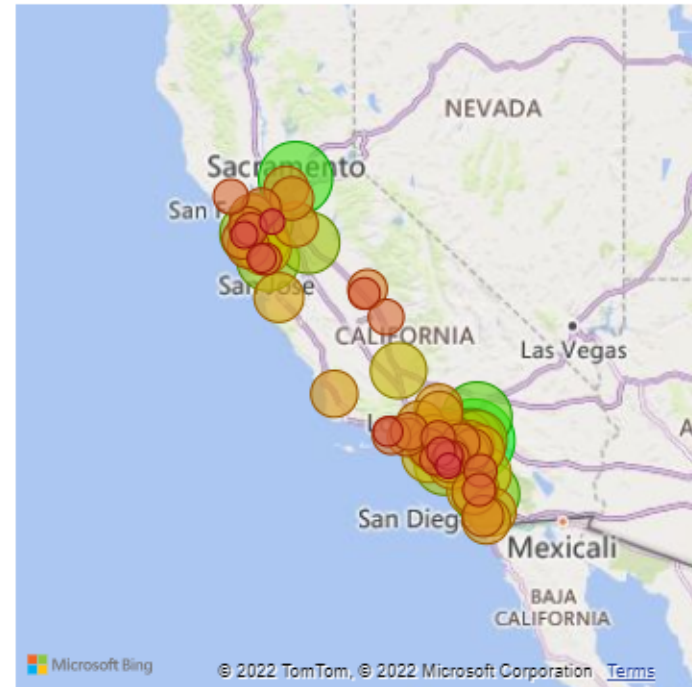 NEVADA
Sacramento
San F
San Jose
CALIFORNIA
Las Vegas
L
A
San Dieg
Mexicali
BAJA
CALIFORNIA
Microsoft Bing
© 2022 TomTom, © 2022 Microsoft Corporation Terms